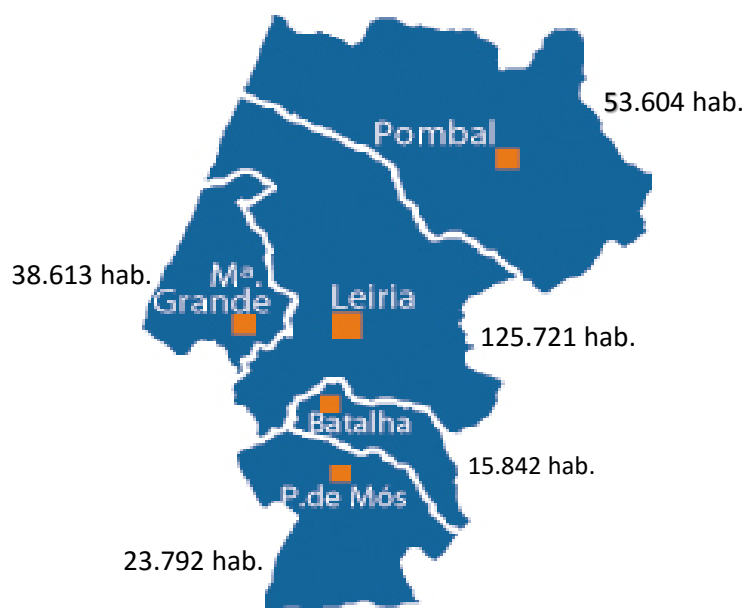 53.604 hab.
Pombal
38.613 hab.
Mª.
Grande
Leiria
125.721 hab.
Batalha
15.842 hab.
P.de Mós
23.792 hab.